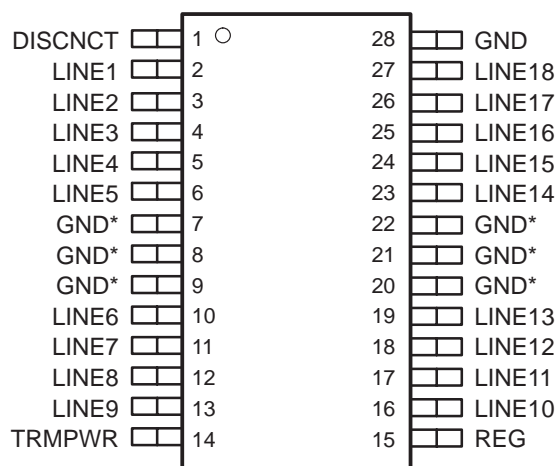 DISCNCT 1 28 GND
LINE1 2 27 LINE18
LINE2 3 26 LINE17
LINE3 4 25 LINE16
LINE4 5 24 LINE15
LINE5 6 23 LINE14
GND* 7 22 GND*
GND* 8 21 GND*
GND* 9 20 GND*
LINE6 10 19 LINE13
LINE7 11 18 LINE12
LINE8 12 17 LINE11
LINE9 13 16 LINE10
TRMPWR 14 15 REG